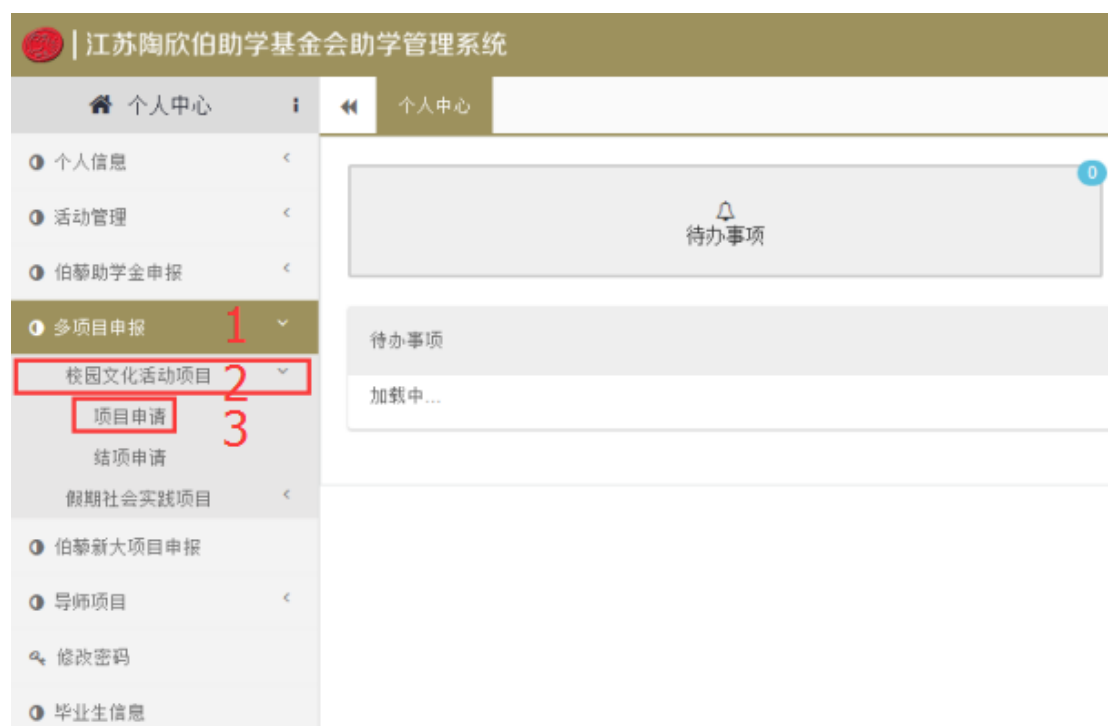 江苏陶欣伯助学基金会助学管理系统
个人中心
个人中心
个人信息
0
活动管理
待办事项
伯藜助学金申报
多项目申报 1
待办事项
校园文化活动项目 2
加载中...
项目申请 3
结项申请
假期社会实践项目
伯藜新大项目申报
导师项目
修改密码
毕业生信息